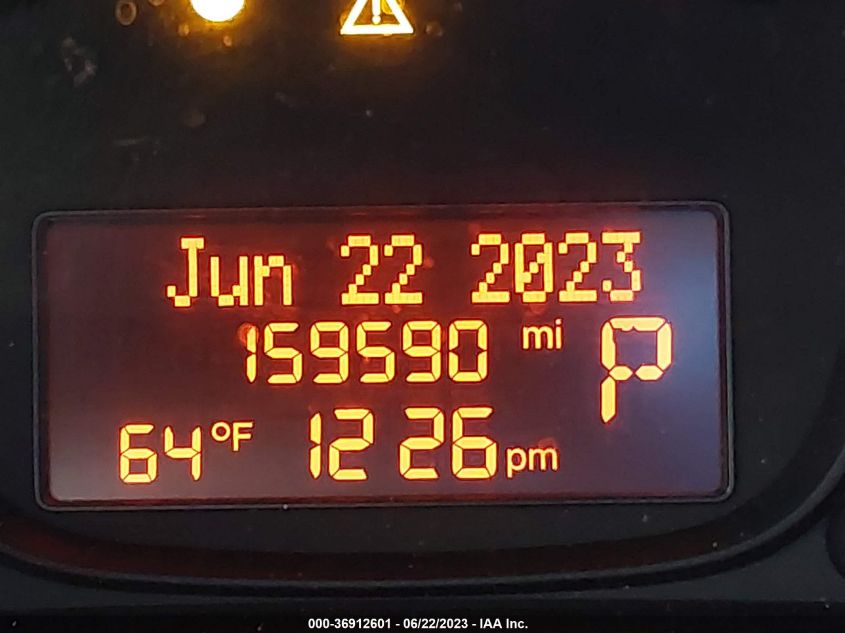 Jun 22 2023
159590 mi P
64°F 12 26 pm
000-36912601 - 06/22/2023 - IAA Inc.